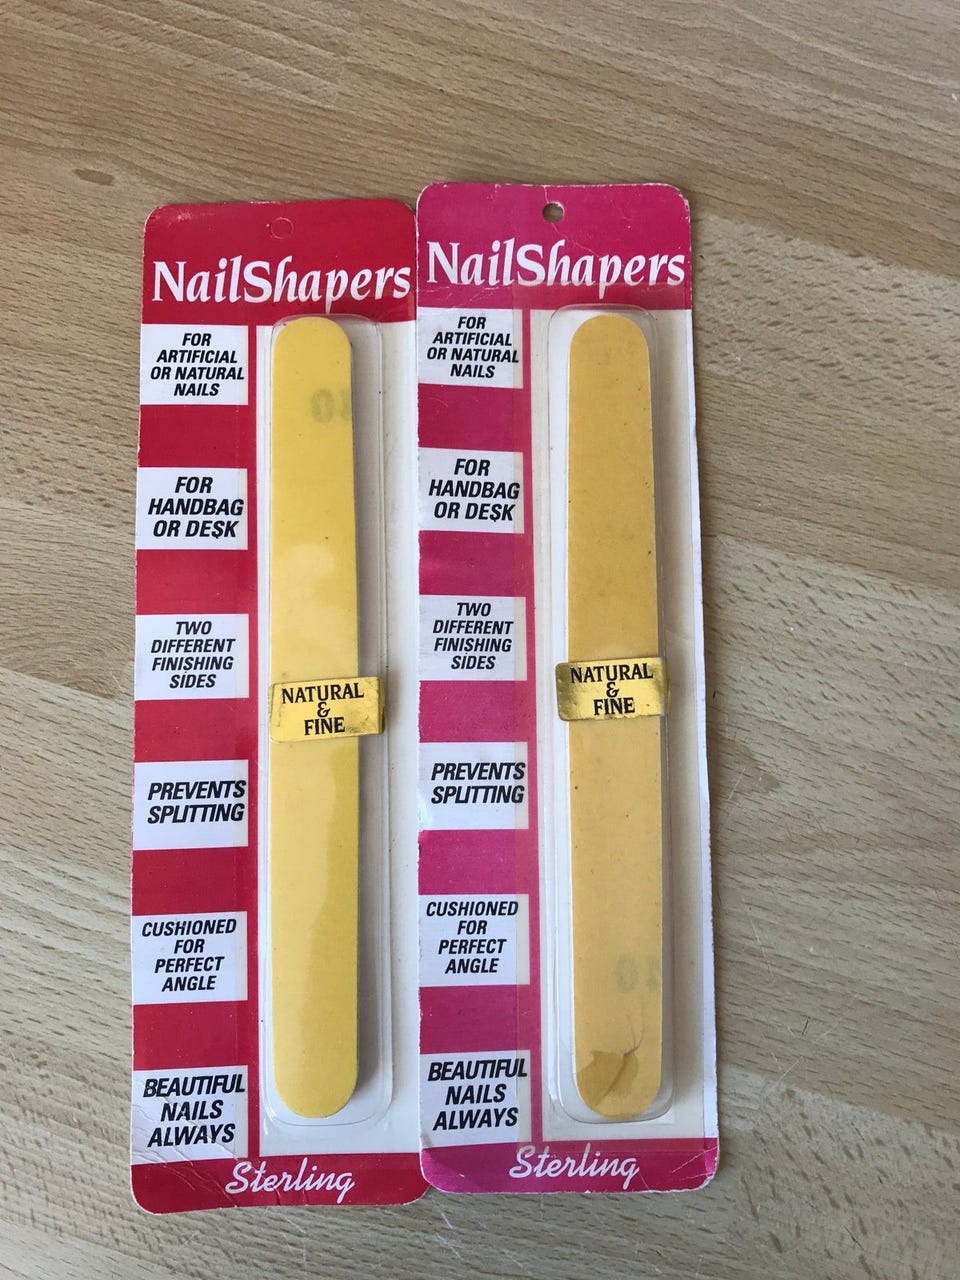 NailShapers
FOR
ARTIFICIAL
OR NATURAL
NAILS
FOR
HANDBAG
OR DESK
TWO
DIFFERENT
FINISHING
SIDES
PREVENTS
SPLITTING
CUSHIONED
FOR
PERFECT
ANGLE
BEAUTIFUL
NAILS
ALWAYS
NATURAL
&
FINE
Sterling
NailShapers
FOR
ARTIFICIAL
OR NATURAL
NAILS
FOR
HANDBAG
OR DESK
TWO
DIFFERENT
FINISHING
SIDES
PREVENTS
SPLITTING
CUSHIONED
FOR
PERFECT
ANGLE
BEAUTIFUL
NAILS
ALWAYS
NATURAL
&
FINE
Sterling